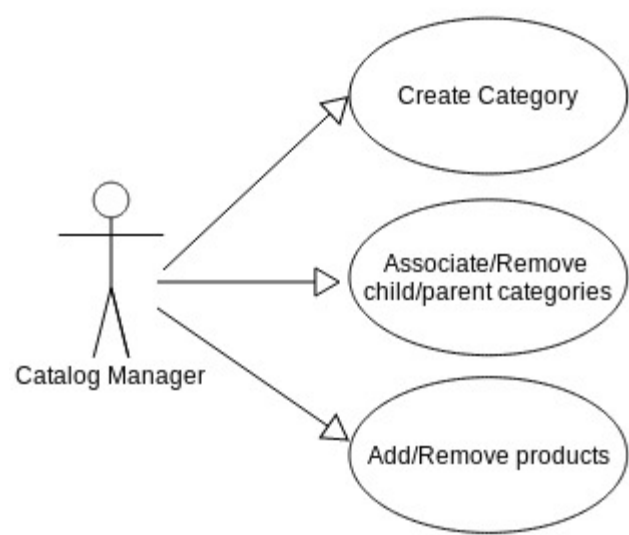 Create Category
Associate/Remove
child/parent categories
Catalog Manager
Add/Remove products